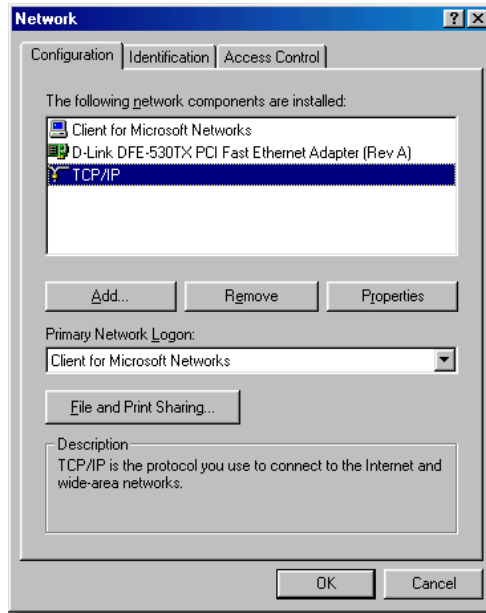 Network
Configuration
Identification
Access Control
The following network components are installed:
Client for Microsoft Networks
D-Link DFE-530TX PCI Fast Ethernet Adapter (Rev A)
TCP/IP
Add...
Remove
Properties
Primary Network Logon:
Client for Microsoft Networks
File and Print Sharing...
Description
TCP/IP is the protocol you use to connect to the Internet and
wide-area networks.
OK
Cancel